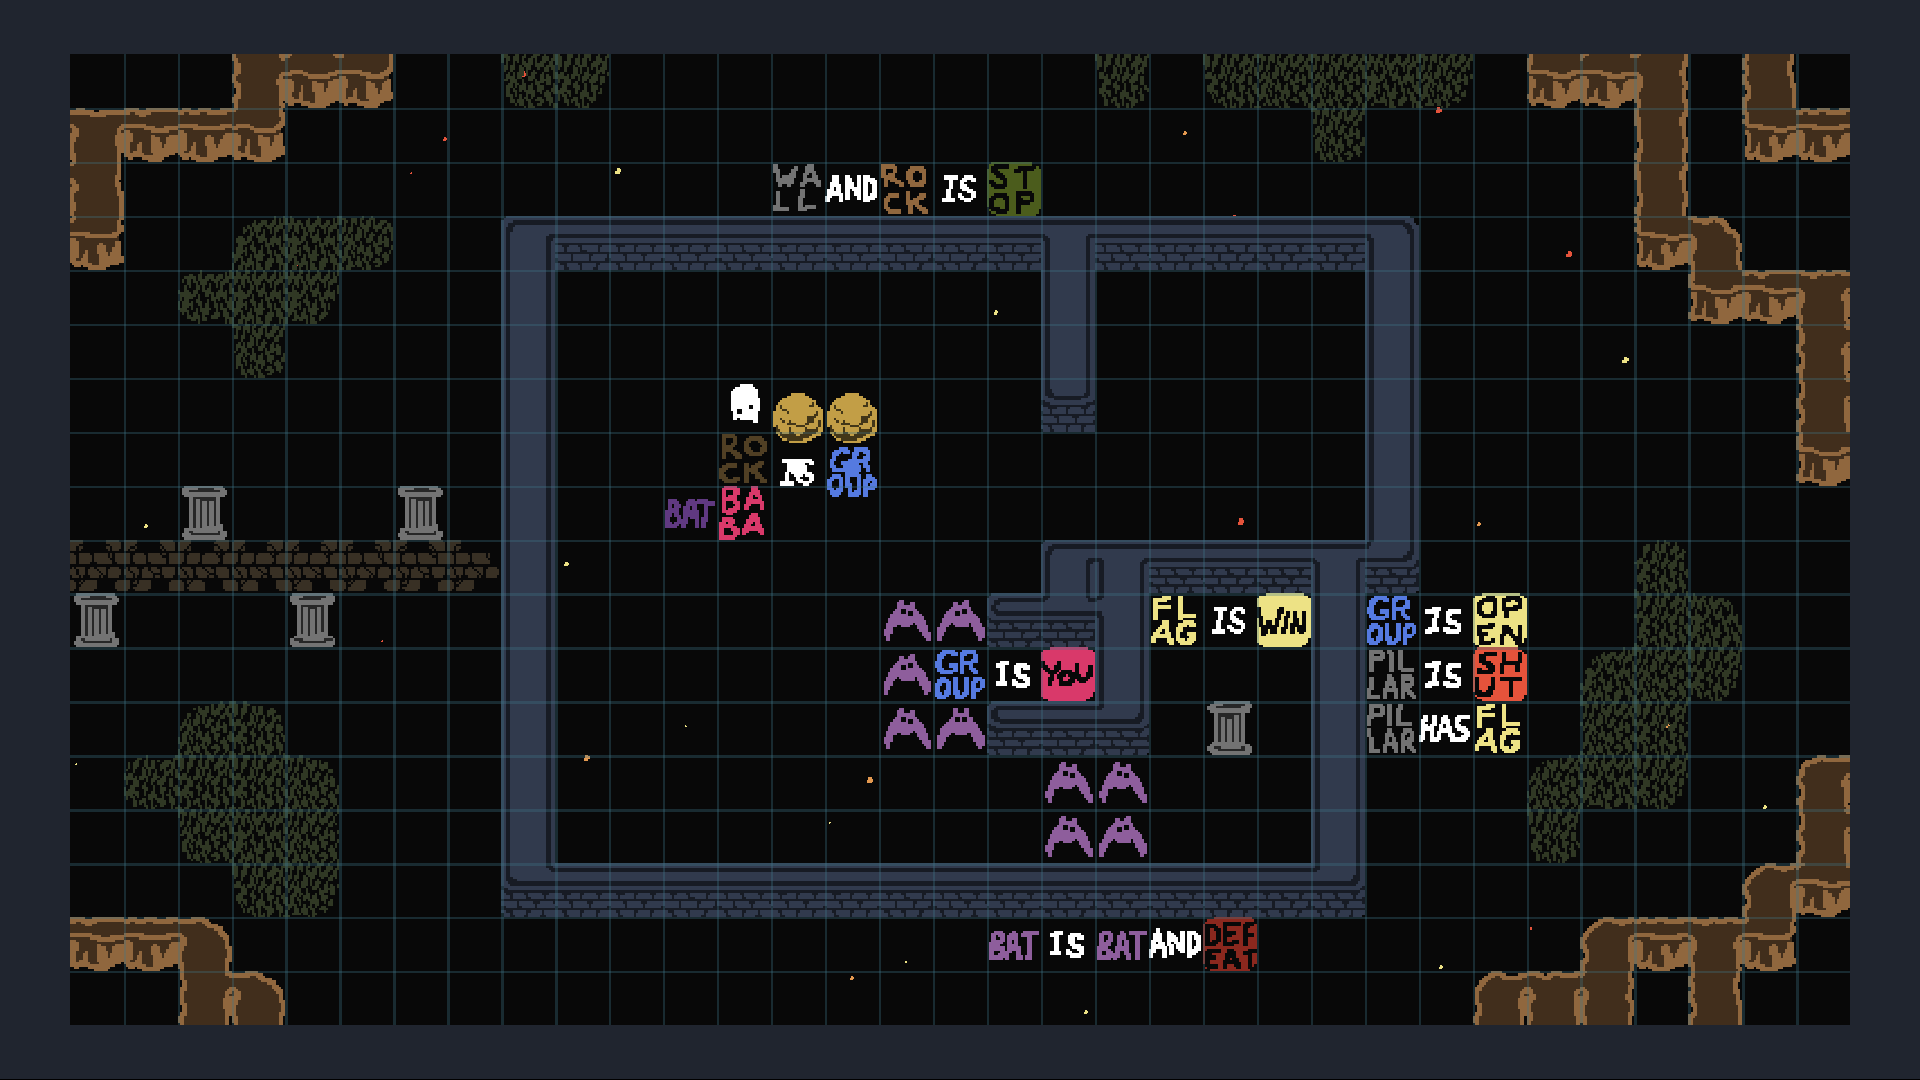 WALL AND ROCK IS STOP
ROCK IS GROUP
BAT BABA
FLAG IS WIN
GROUP IS OPEN
GROUP IS YOU
PILLAR IS SHUT
PILLAR HAS FLAG
BAT IS BAT AND DEFEAT